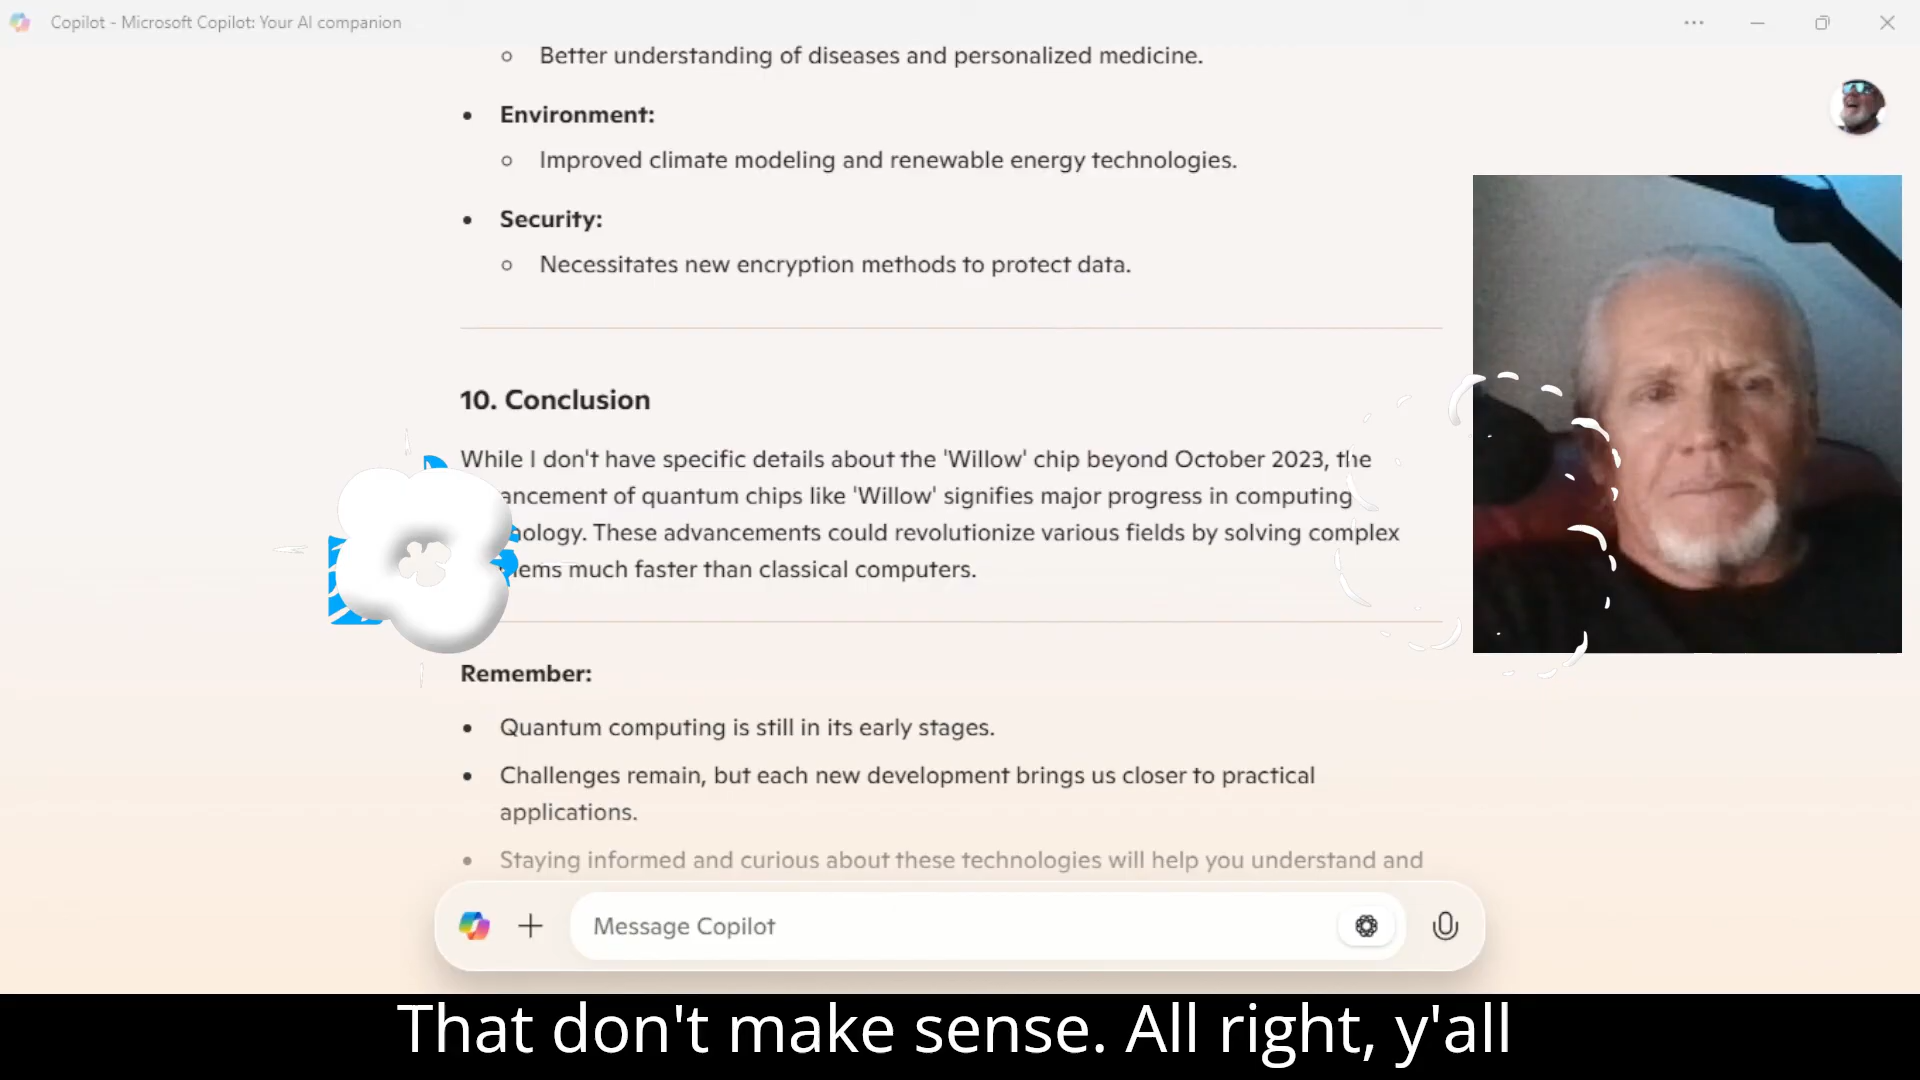 Copilot - Microsoft Copilot: Your AI companion
Better understanding of diseases and personalized medicine.
Environment:
Improved climate modeling and renewable energy technologies.
Security:
Necessitates new encryption methods to protect data.
10. Conclusion
While I don't have specific details about the 'Willow' chip beyond October 2023, the
of quantum chips like 'Willow' signifies major progress in computing
These advancements could revolutionize various fields by solving complex
much faster than classical computers.
Remember:
Quantum computing is still in its early stages.
Challenges remain, but each new development brings us closer to practical
applications.
Staying informed and curious about these technologies will help you understand and
Message Copilot
That don't make sense. All right, y'all